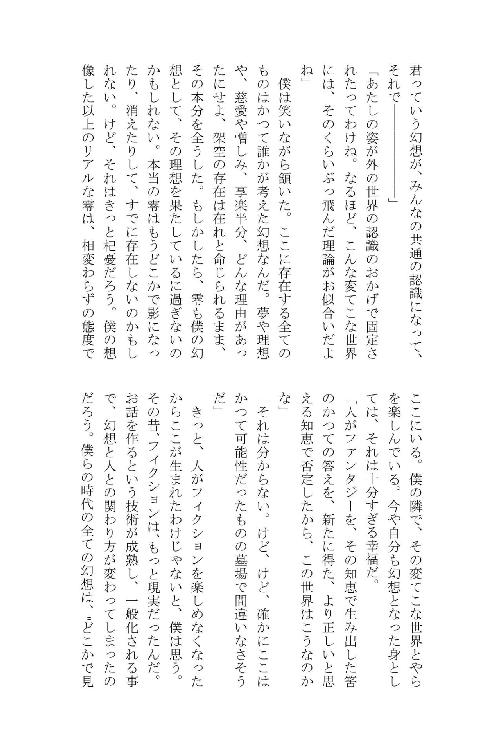 君っていう幻想が、みんなの共通の認識になって、
それで――――――」
「あたしの姿が外の世界の認識のおかげで固定さ
れたってわけね。なるほど、こんな変てこな世界
には、そのくらいぶっ飛んだ理論がお似合いだよ
ね」
　僕は笑いながら頷いた。ここに存在する全ての
ものはかつて誰かが考えた幻想なんだ。夢や理想
や、慈愛や憎しみ、享楽半分、どんな理由があっ
たにせよ、架空の存在は在れと命じられるまま、
その本分を全うした。もしかしたら、零も僕の幻
想として、その理想を果たしているに過ぎないの
かもしれない。本当の零はもうどこかで影になっ
たり、消えたりして、すでに存在しないのかもし
れない。けど、それはきっと杞憂だろう。僕の想
像した以上のリアルな零は、相変わらずの態度で
ここにいる。僕の隣で、その変てこな世界とやら
を楽しんでいる。今や自分も幻想となった身とし
ては、それは十分すぎる幸福だ。
「人がファンタジーを、その知恵で生み出した筈
のかつての答えを、新たに得た、より正しいと思
える知恵で否定したから、この世界はこうなのか
な」
　それは分からない。けど、けど、確かにここは
かつて可能性だったものの墓場で間違いなさそう
だ」
　きっと、人がフィクションを楽しめなくなった
からここが生まれたわけじゃないと、僕は思う。
その昔、フィクションは、もっと現実だったんだ。
お話を作るという技術が成熟し、一般化される事
で、幻想と人との関わり方が変わってしまったの
だろう。僕らの時代の全ての幻想は、"どこかで見